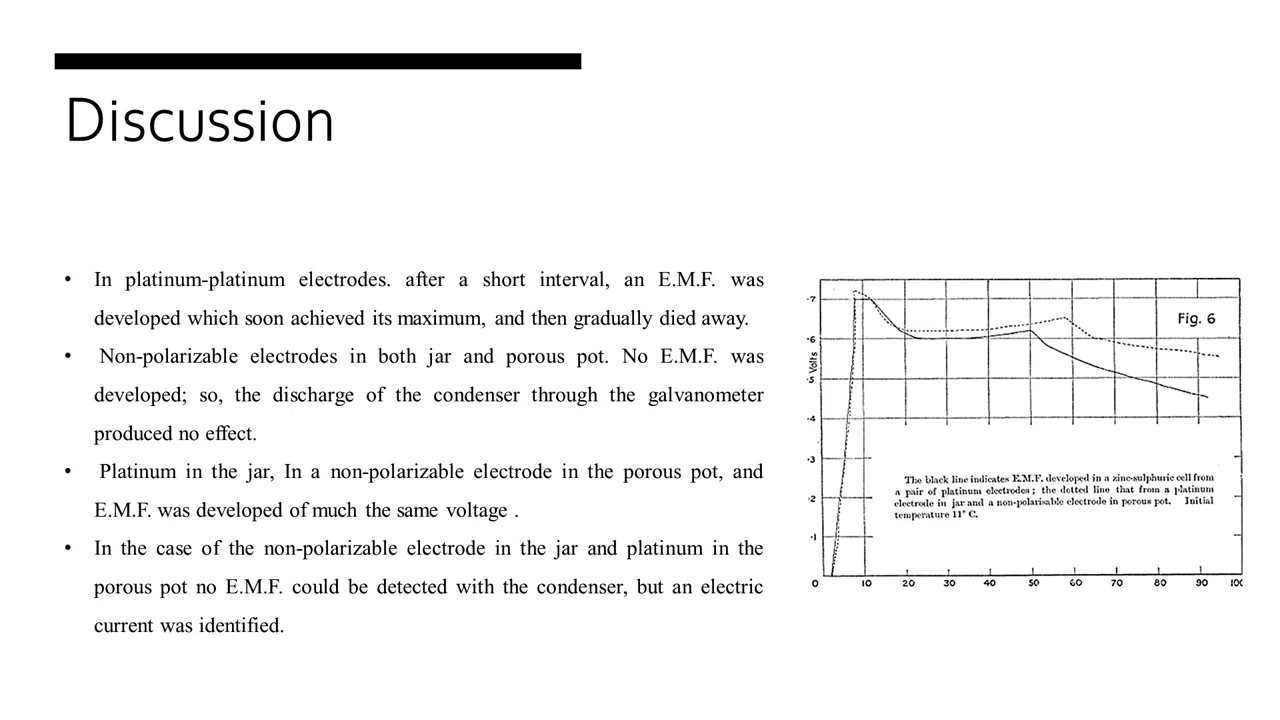 Discussion
• In platinum-platinum electrodes. after a short interval, an E.M.F. was
developed which soon achieved its maximum, and then gradually died away.
• Non-polarizable electrodes in both jar and porous pot. No E.M.F. was
developed; so, the discharge of the condenser through the galvanometer
produced no effect.
• Platinum in the jar, In a non-polarizable electrode in the porous pot, and
E.M.F. was developed of much the same voltage .
• In the case of the non-polarizable electrode in the jar and platinum in the
porous pot no E.M.F. could be detected with the condenser, but an electric
current was identified.
Fig. 6
·7
·6
Volts
·5
·4
·3
·2
·1
The black line indicates E.M.F. developed in a zinc-sulphuric cell from
a pair of platinum electrodes; the dotted line that from a platinum
electrode in jar and a non-polarisable electrode in porous pot. Initial
temperature 11° C.
0 10 20 30 40 50 60 70 80 90 100